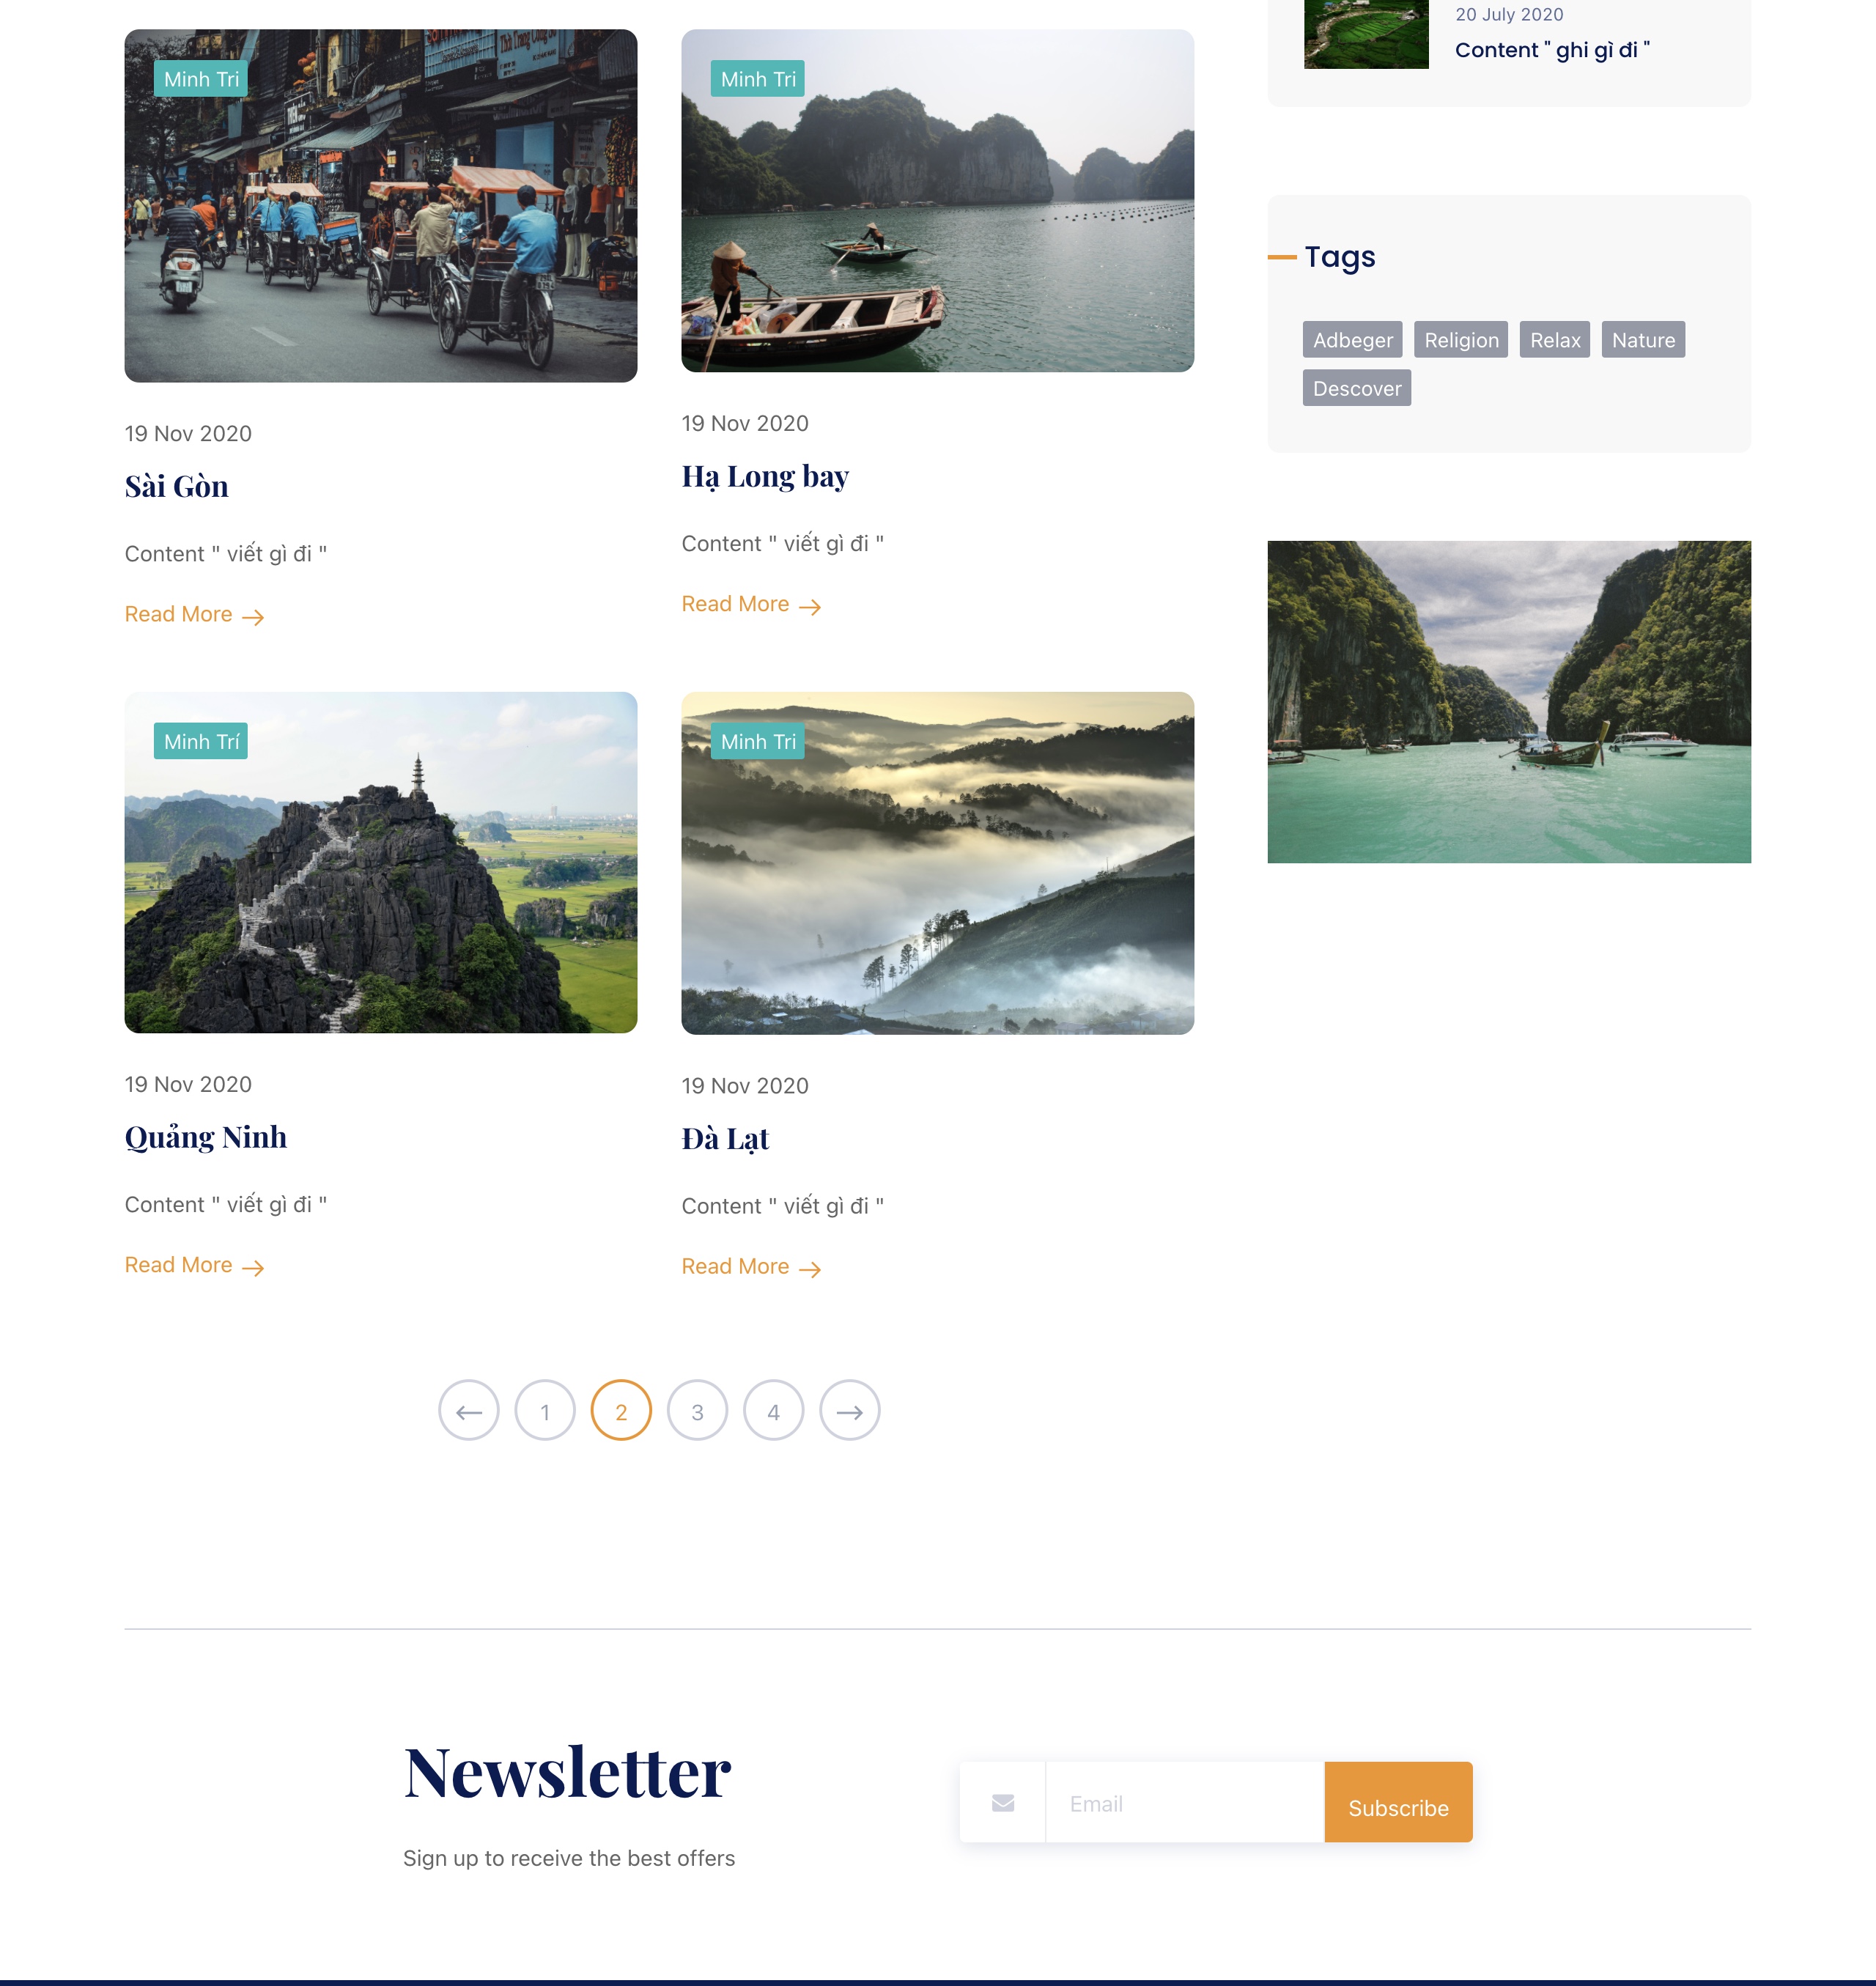 Minh Tri
19 Nov 2020
Sài Gòn
Content " viết gì đi "
Read More
Minh Tri
19 Nov 2020
Hạ Long bay
Content " viết gì đi "
Read More
Minh Trí
19 Nov 2020
Quảng Ninh
Content " viết gì đi "
Read More
Minh Tri
19 Nov 2020
Đà Lạt
Content " viết gì đi "
Read More
1 2 3 4
20 July 2020
Content " ghi gì đi "
Tags
Adbeger Religion Relax Nature
Descover
Newsletter
Sign up to receive the best offers
Email
Subscribe